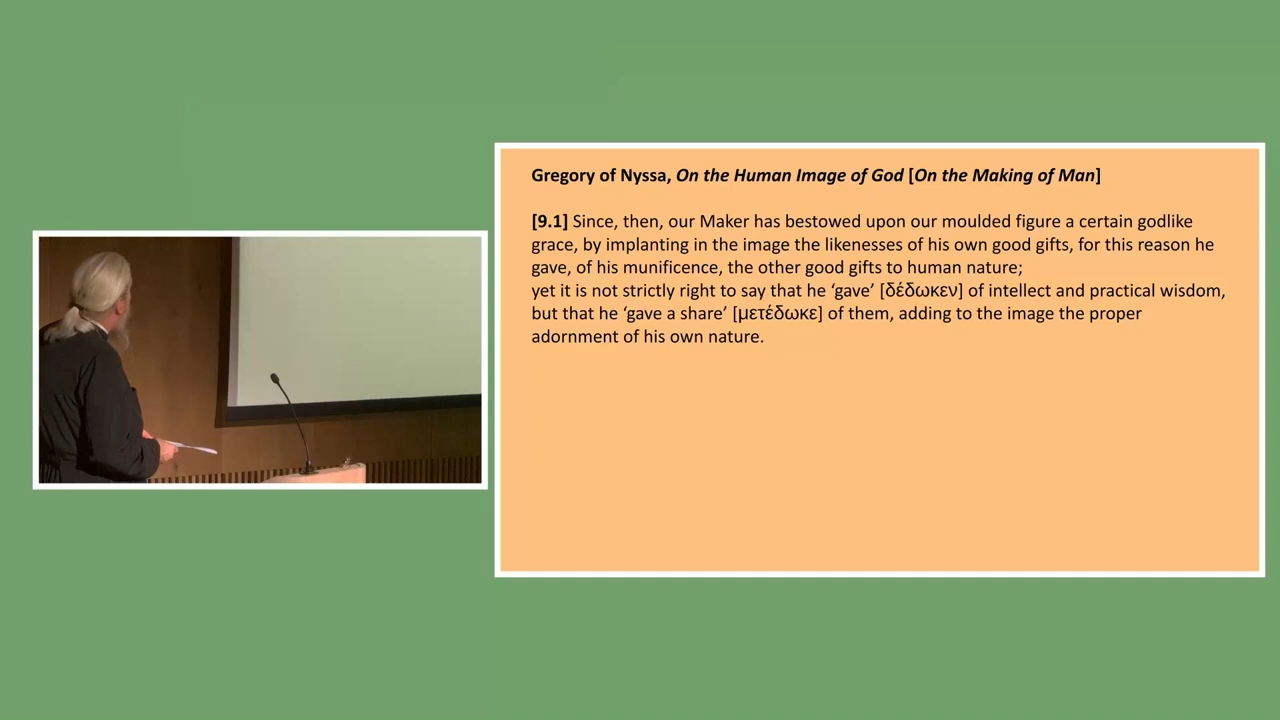 Gregory of Nyssa, On the Human Image of God [On the Making of Man]
[9.1] Since, then, our Maker has bestowed upon our moulded figure a certain godlike
grace, by implanting in the image the likenesses of his own good gifts, for this reason he
gave, of his munificence, the other good gifts to human nature;
yet it is not strictly right to say that he ‘gave’ [δέδωκεν] of intellect and practical wisdom,
but that he ‘gave a share’ [μετέδωκε] of them, adding to the image the proper
adornment of his own nature.